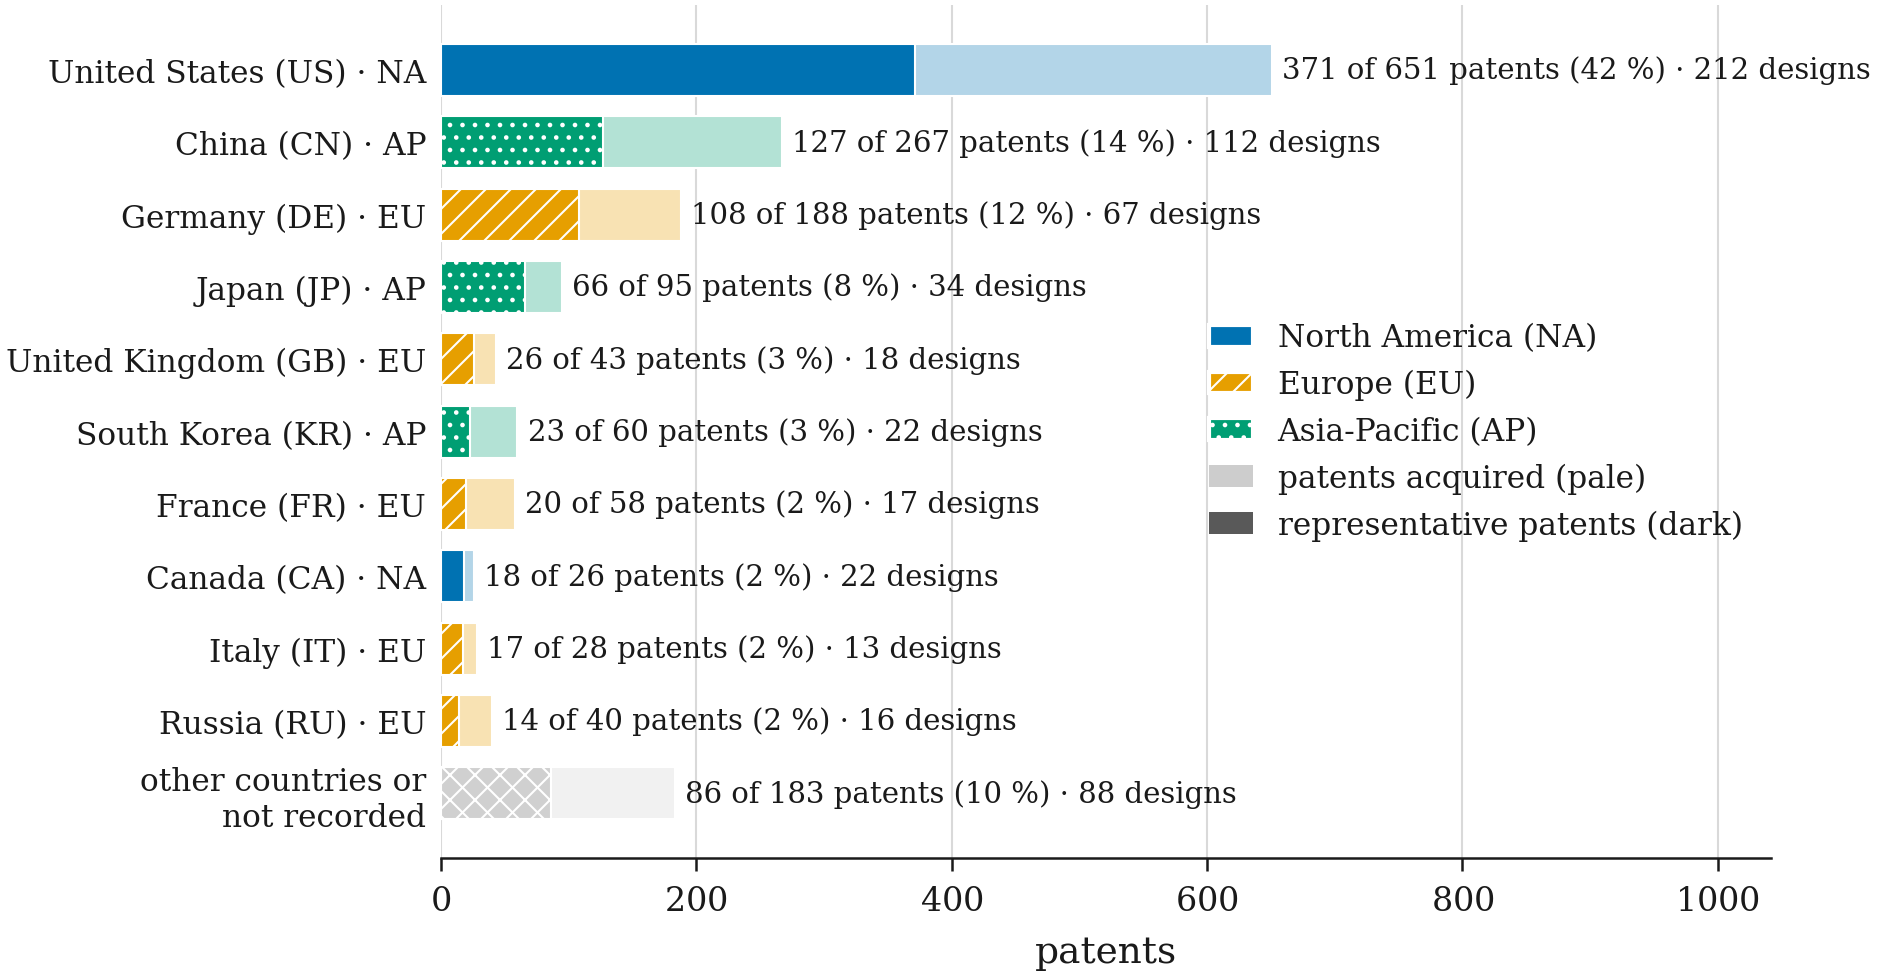 United States (US) · NA 371 of 651 patents (42 %) · 212 designs
China (CN) · AP 127 of 267 patents (14 %) · 112 designs
Germany (DE) · EU 108 of 188 patents (12 %) · 67 designs
Japan (JP) · AP 66 of 95 patents (8 %) · 34 designs
United Kingdom (GB) · EU 26 of 43 patents (3 %) · 18 designs
South Korea (KR) · AP 23 of 60 patents (3 %) · 22 designs
France (FR) · EU 20 of 58 patents (2 %) · 17 designs
Canada (CA) · NA 18 of 26 patents (2 %) · 22 designs
Italy (IT) · EU 17 of 28 patents (2 %) · 13 designs
Russia (RU) · EU 14 of 40 patents (2 %) · 16 designs
other countries or
not recorded
86 of 183 patents (10 %) · 88 designs
North America (NA)
Europe (EU)
Asia-Pacific (AP)
patents acquired (pale)
representative patents (dark)
0 200 400 600 800 1000
patents